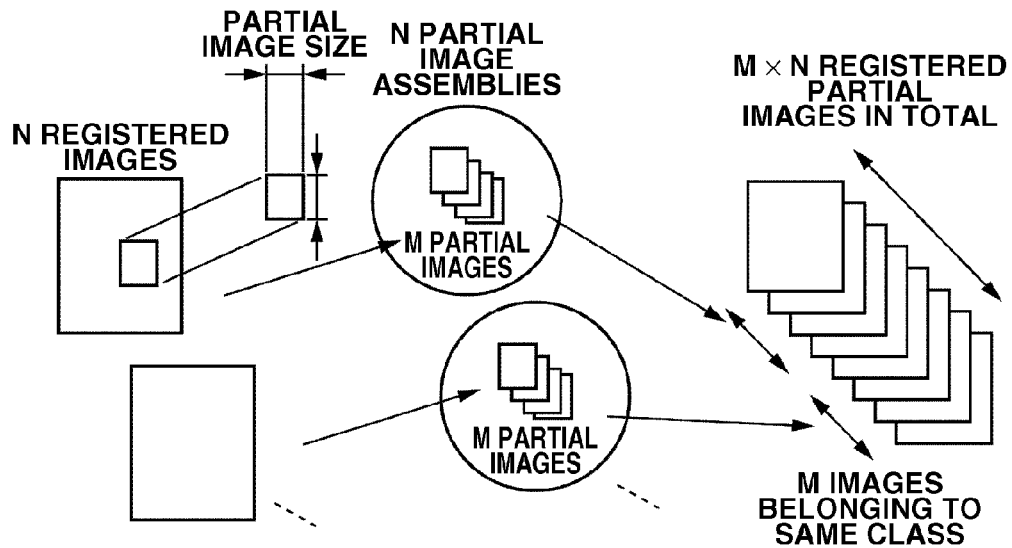 PARTIAL
IMAGE SIZE
N PARTIAL
IMAGE
ASSEMBLIES
M × N REGISTERED
PARTIAL
IMAGES IN TOTAL
N REGISTERED
IMAGES
M PARTIAL
IMAGES
M PARTIAL
IMAGES
M IMAGES
BELONGING TO
SAME CLASS